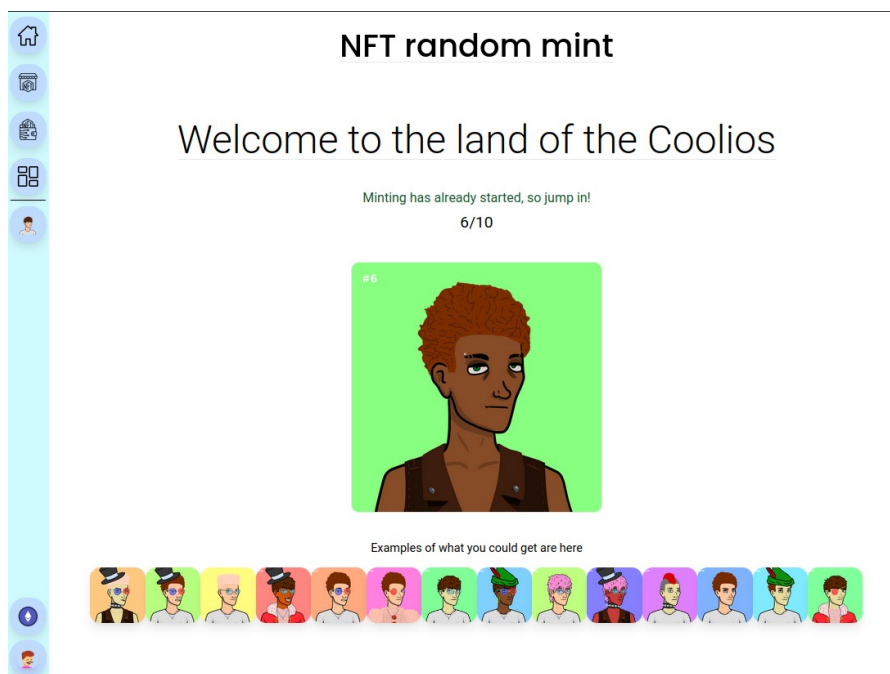 NFT random mint
Welcome to the land of the Coolios
Minting has already started, so jump in!
6/10
#6
Examples of what you could get are here